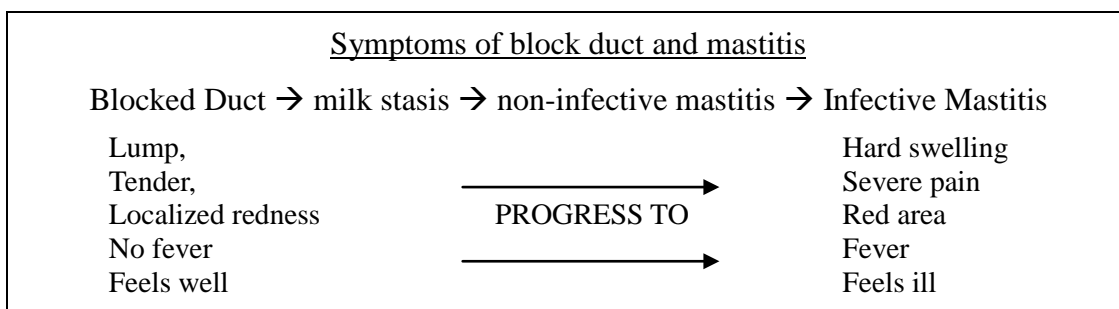 Symptoms of block duct and mastitis
Blocked Duct → milk stasis → non-infective mastitis → Infective Mastitis
Lump, Hard swelling
Tender, Severe pain
Localized redness PROGRESS TO Red area
No fever Fever
Feels well Feels ill